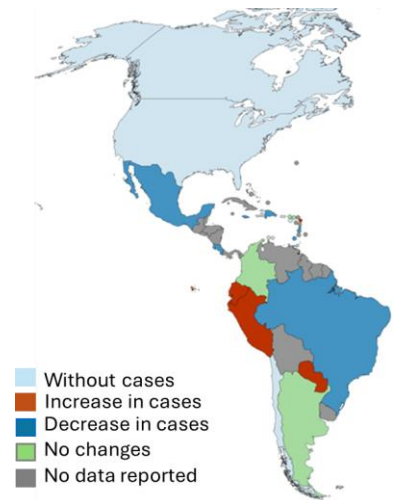 Without cases
Increase in cases
Decrease in cases
No changes
No data reported